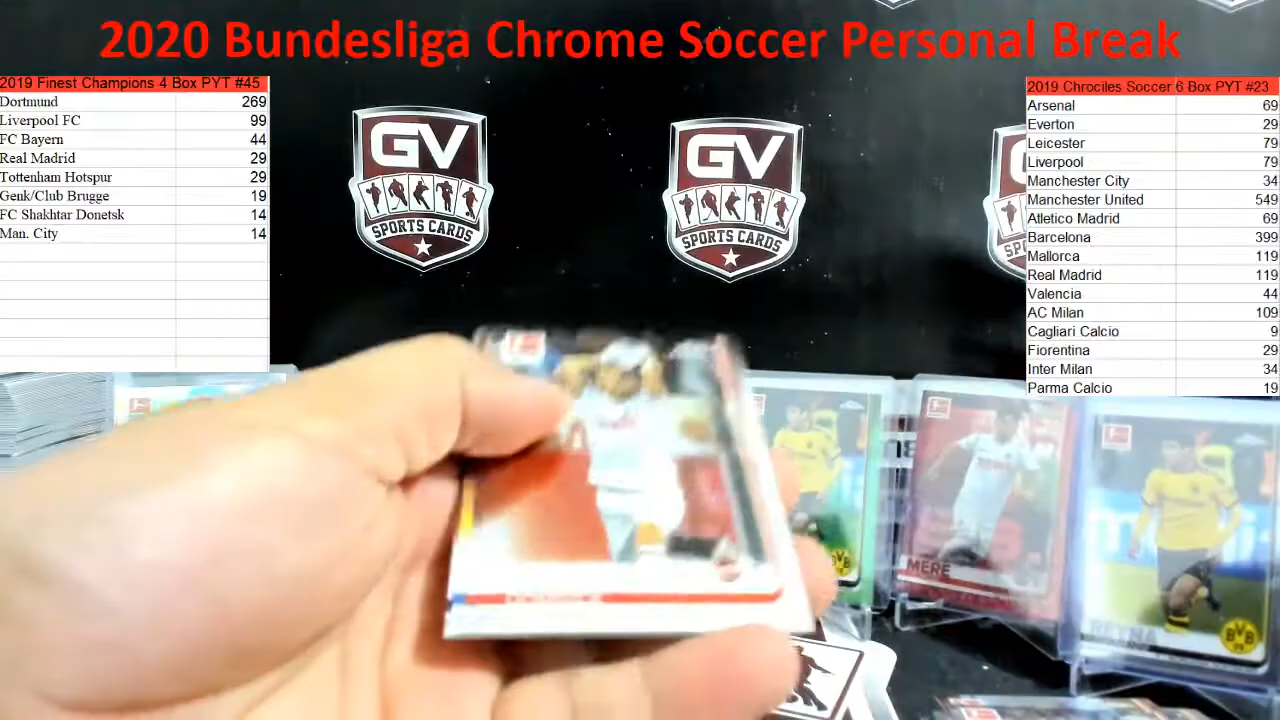 2020 Bundesliga Chrome Soccer Personal Break
2019 Finest Champions 4 Box PYT #45
Dortmund 269
Liverpool FC 99
FC Bayern 44
Real Madrid 29
Tottenham Hotspur 29
Genk/Club Brugge 19
FC Shakhtar Donetsk 14
Man. City 14
2019 Chrociles Soccer 6 Box PYT #23
Arsenal 69
Everton 29
Leicester 79
Liverpool 79
Manchester City 34
Manchester United 549
Atletico Madrid 69
Barcelona 399
Mallorca 119
Real Madrid 119
Valencia 44
AC Milan 109
Cagliari Calcio 9
Fiorentina 29
Inter Milan 34
Parma Calcio 19
GV
SPORTS CARDS
GV
SPORTS CARDS
MERE
REYNA
BVB
09